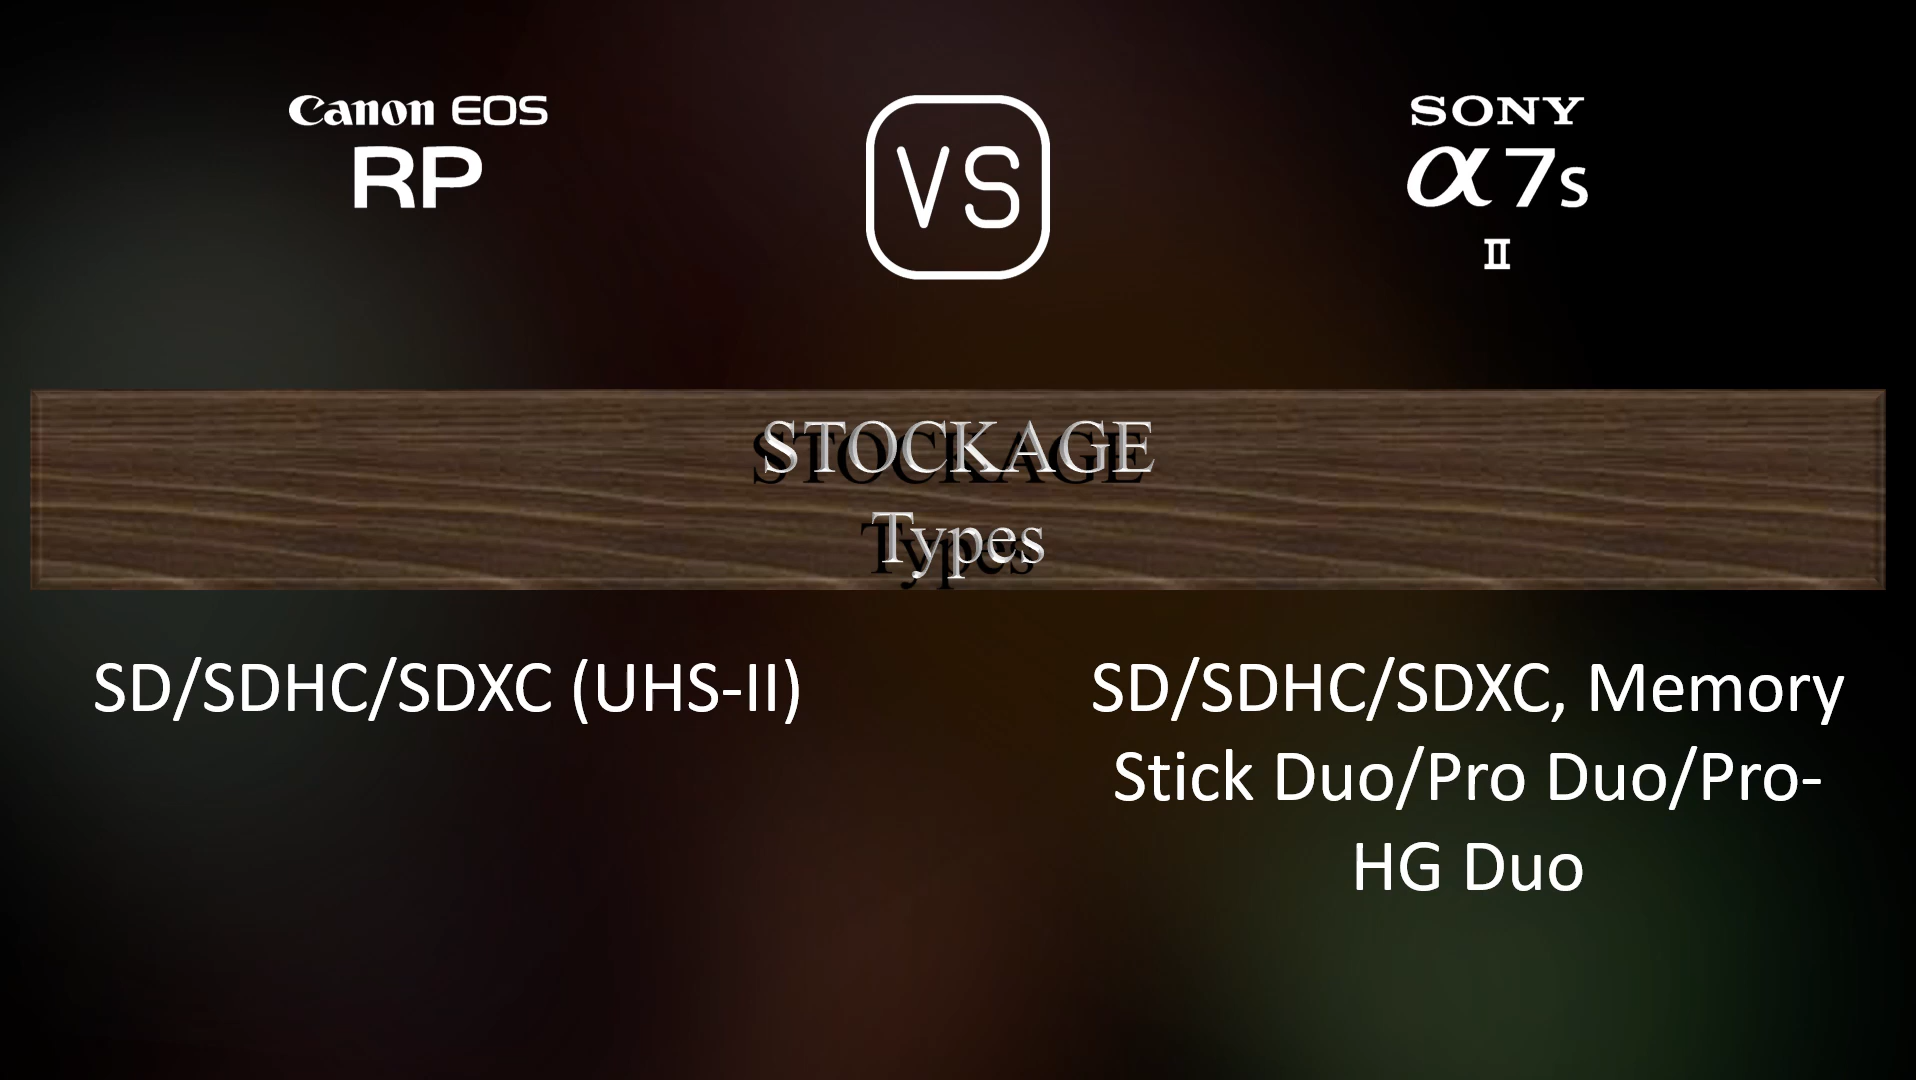 Canon EOS
RP
VS
SONY
α7s
II
STOCKAGE
Types
SD/SDHC/SDXC (UHS-II)
SD/SDHC/SDXC, Memory
Stick Duo/Pro Duo/Pro-
HG Duo